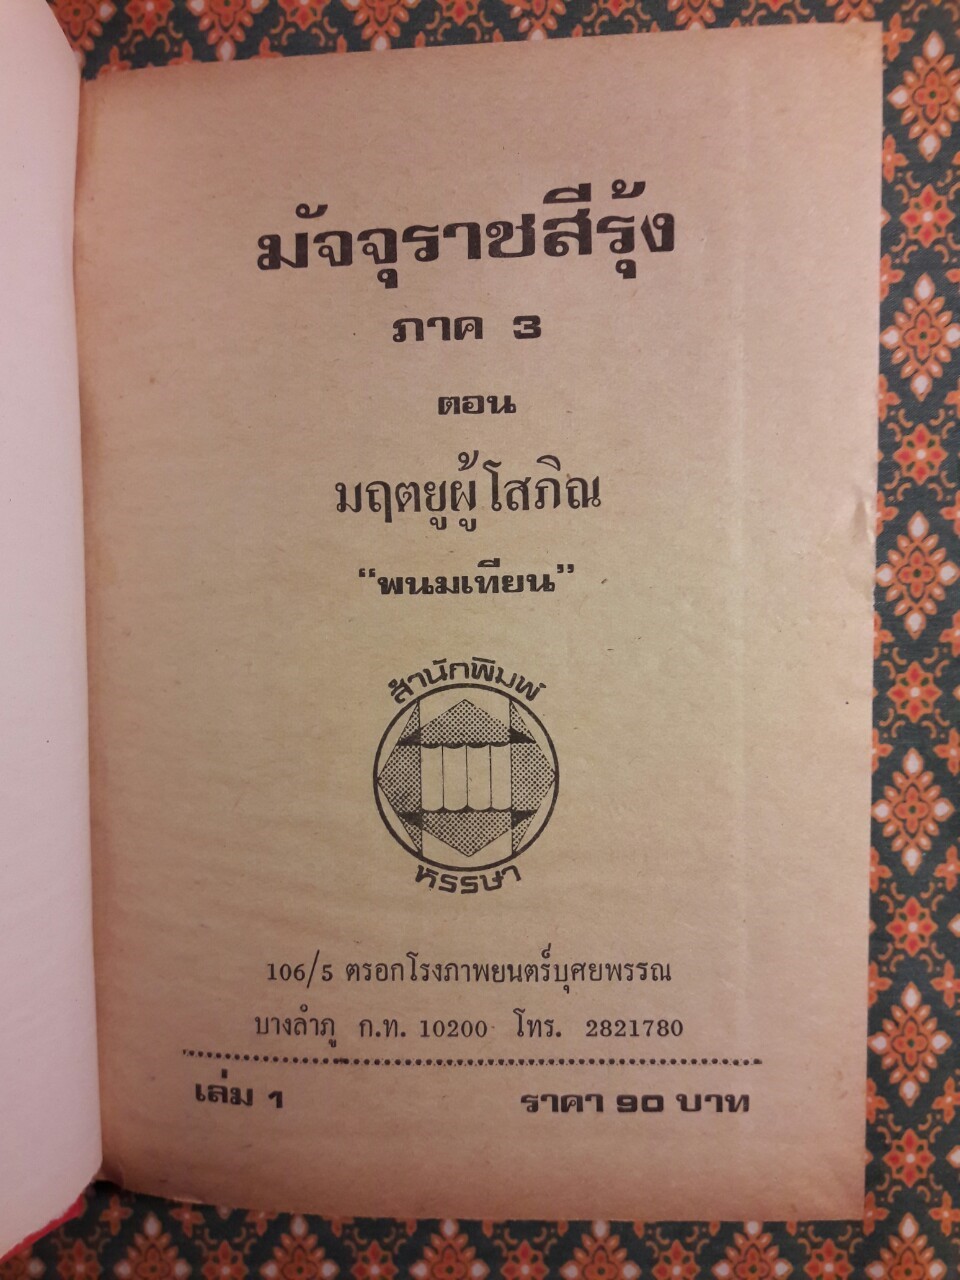 มัจจุราชสีรุ้ง
ภาค 3
ตอน
มฤตยูผู้โสภิณ
“พนมเทียน”
สำนักพิมพ์
หรรษา
106/5 ตรอกโรงภาพยนตร์บุศยพรรณ
บางลำภู ก.ท. 10200 โทร. 2821780
เล่ม 1 ราคา 90 บาท